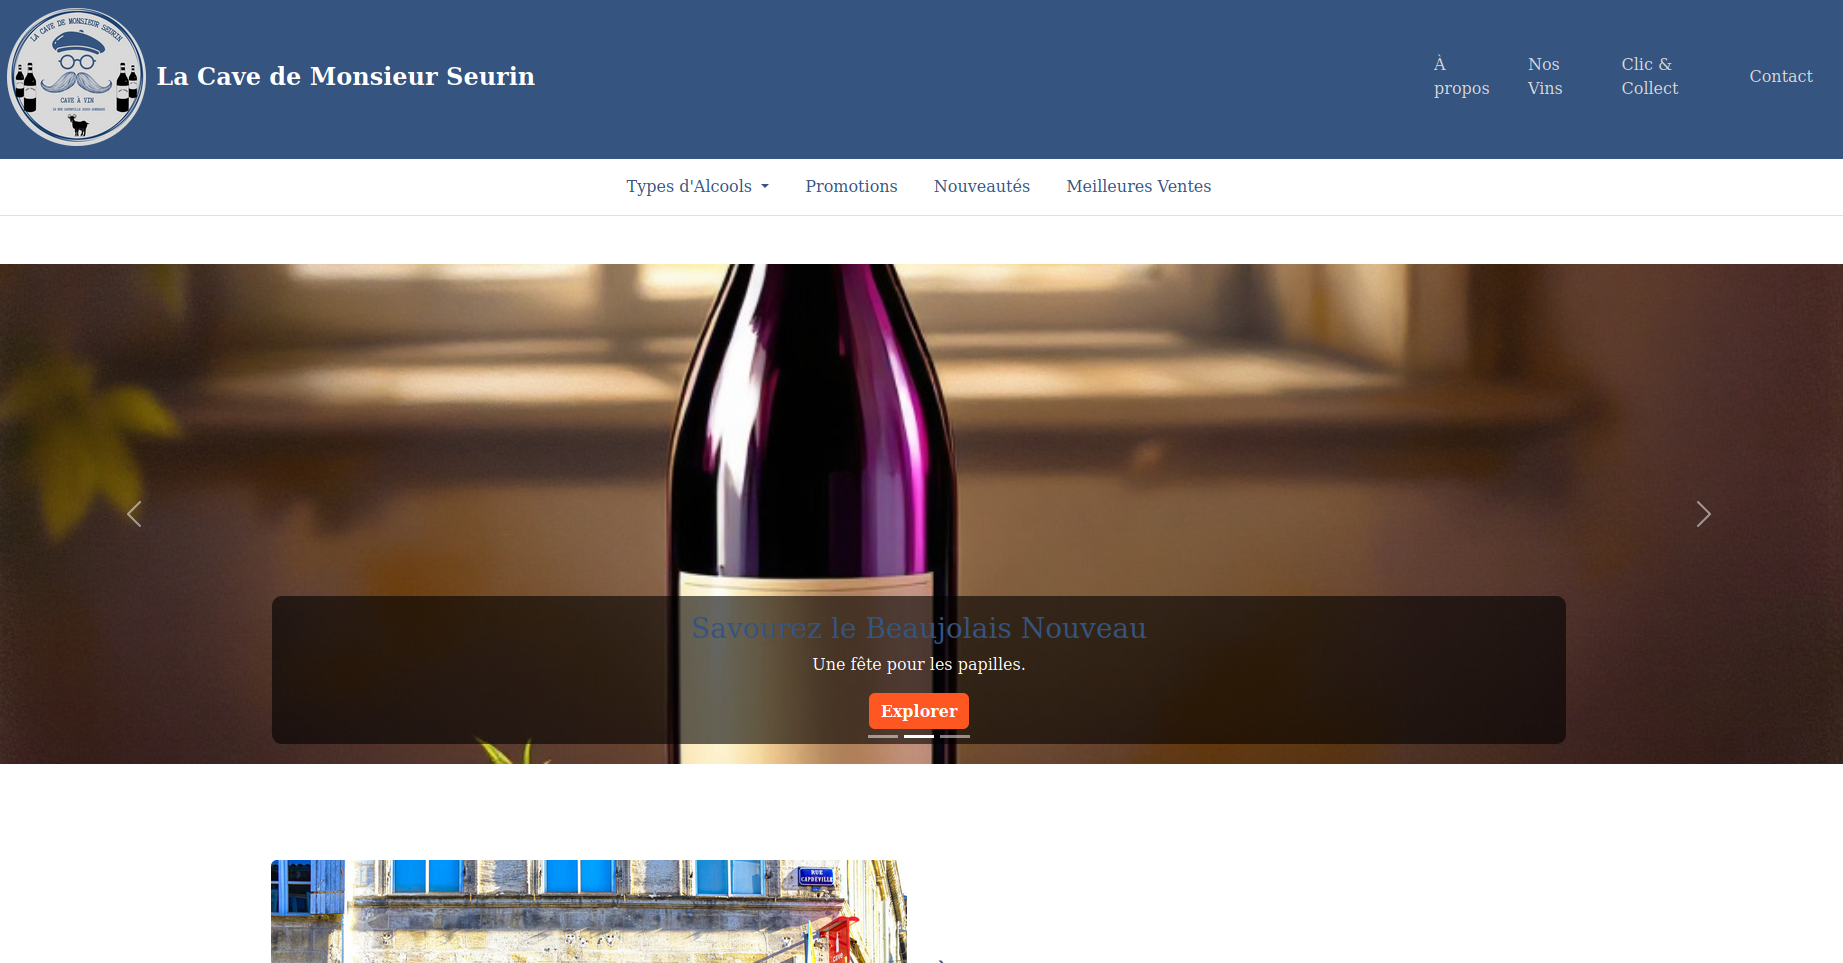 LA CAVE DE MONSIEUR SEURIN
CAVE À VIN
La Cave de Monsieur Seurin
À
propos
Nos
Vins
Clic &
Collect
Contact
Types d'Alcools
Promotions
Nouveautés
Meilleures Ventes
Savourez le Beaujolais Nouveau
Une fête pour les papilles.
Explorer
RUE
CAPDEVILLE